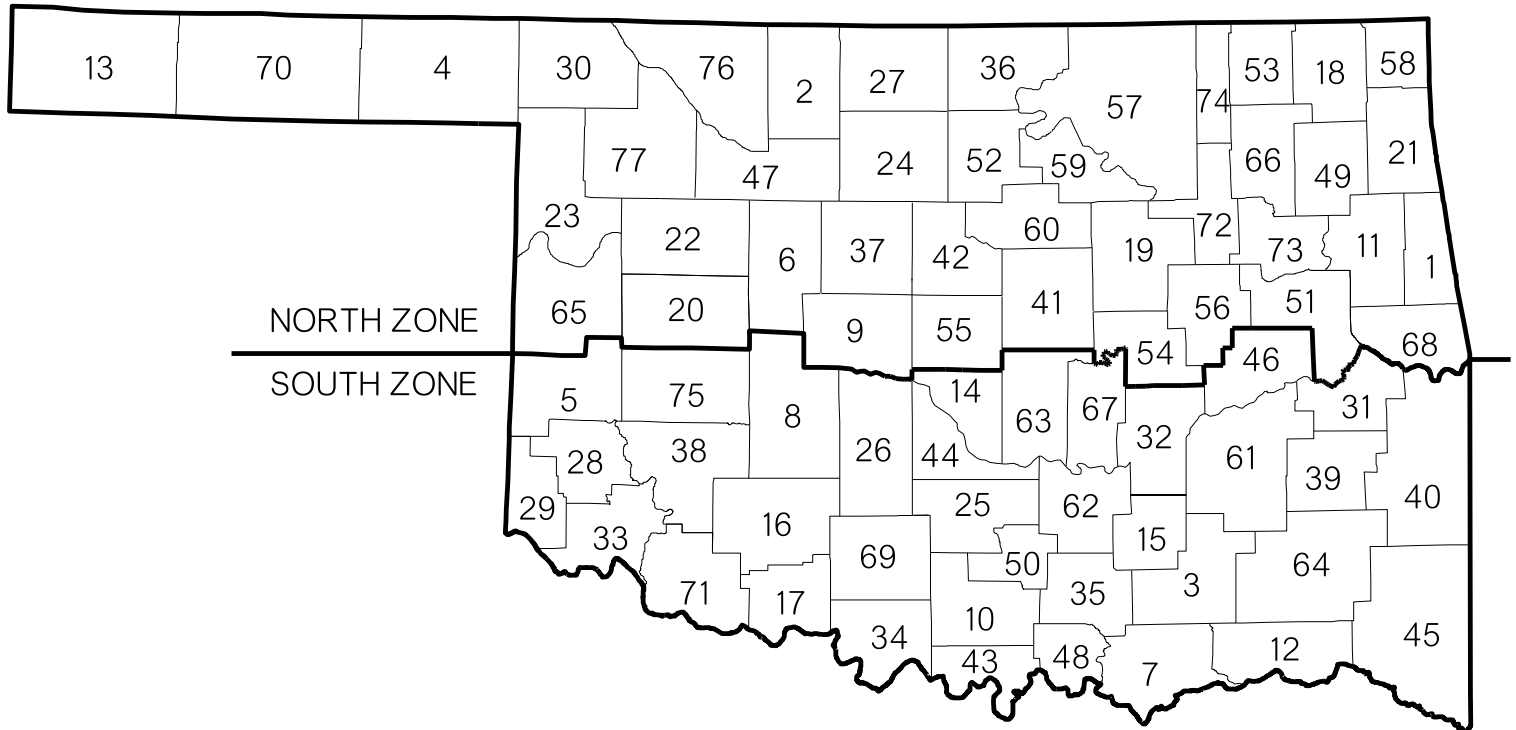 13 70 4 30 76 2 27 36 57 74 53 18 58
77 47 24 52 59 66 49 21
23 22 6 37 42 60 19 72 73 11 1
65 20 9 55 41 56 51
NORTH ZONE
54 46 68
SOUTH ZONE
5 75 8 14 63 67 32 31
28 38 26 44 61 39 40
29 33 16 25 62 15
71 17 69 50 35 3 64
34 10 43 48 7 12 45